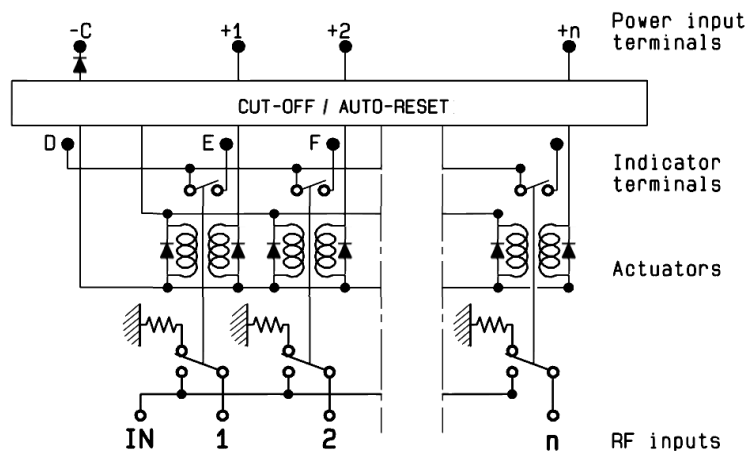 -C +1 +2 +n Power input
terminals
CUT-OFF / AUTO-RESET
D E F Indicator
terminals
Actuators
IN 1 2 n RF inputs